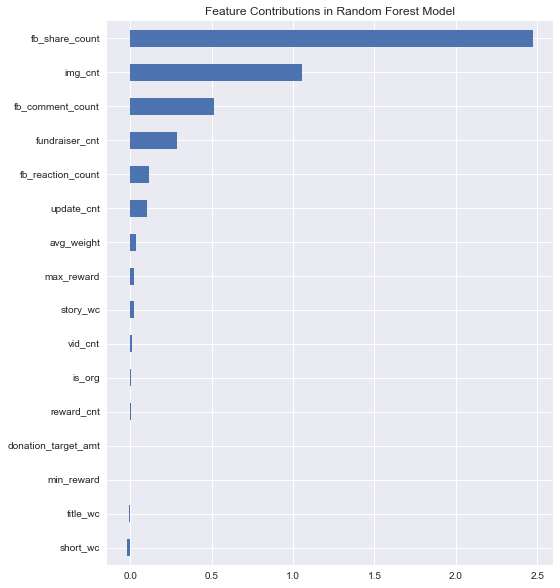 Feature Contributions in Random Forest Model
fb_share_count
img_cnt
fb_comment_count
fundraiser_cnt
fb_reaction_count
update_cnt
avg_weight
max_reward
story_wc
vid_cnt
is_org
reward_cnt
donation_target_amt
min_reward
title_wc
short_wc
0.0 0.5 1.0 1.5 2.0 2.5